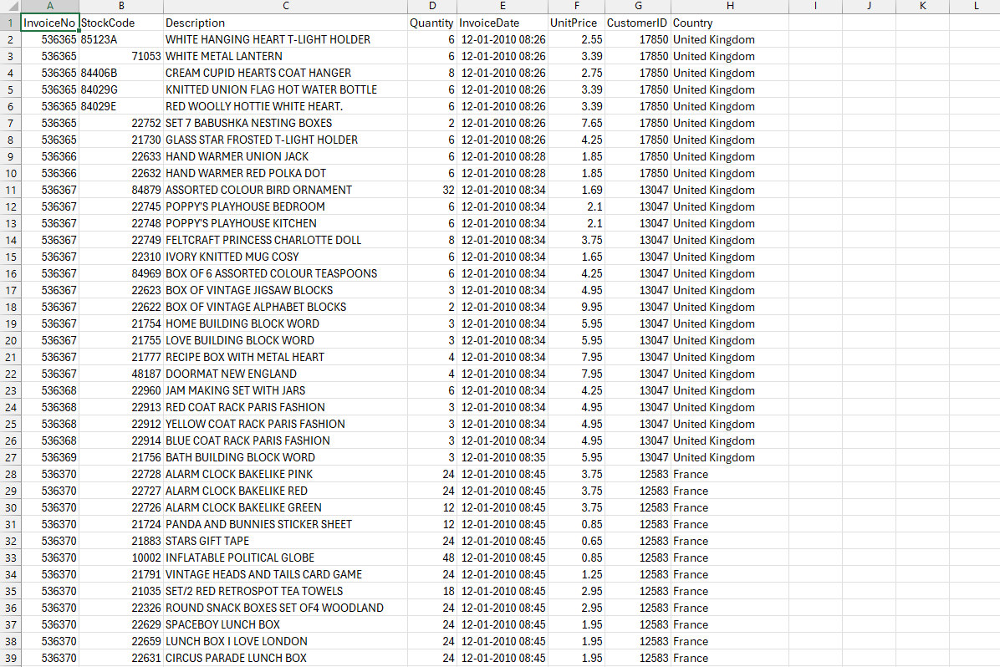 A B C D E F G H I J K L
1 InvoiceNo StockCode Description Quantity InvoiceDate UnitPrice CustomerID Country
2 536365 85123A WHITE HANGING HEART T-LIGHT HOLDER 6 12-01-2010 08:26 2.55 17850 United Kingdom
3 536365 71053 WHITE METAL LANTERN 6 12-01-2010 08:26 3.39 17850 United Kingdom
4 536365 84406B CREAM CUPID HEARTS COAT HANGER 8 12-01-2010 08:26 2.75 17850 United Kingdom
5 536365 84029G KNITTED UNION FLAG HOT WATER BOTTLE 6 12-01-2010 08:26 3.39 17850 United Kingdom
6 536365 84029E RED WOOLLY HOTTIE WHITE HEART. 6 12-01-2010 08:26 3.39 17850 United Kingdom
7 536365 22752 SET 7 BABUSHKA NESTING BOXES 2 12-01-2010 08:26 7.65 17850 United Kingdom
8 536365 21730 GLASS STAR FROSTED T-LIGHT HOLDER 6 12-01-2010 08:26 4.25 17850 United Kingdom
9 536366 22633 HAND WARMER UNION JACK 6 12-01-2010 08:28 1.85 17850 United Kingdom
10 536366 22632 HAND WARMER RED POLKA DOT 6 12-01-2010 08:28 1.85 17850 United Kingdom
11 536367 84879 ASSORTED COLOUR BIRD ORNAMENT 32 12-01-2010 08:34 1.69 13047 United Kingdom
12 536367 22745 POPPY'S PLAYHOUSE BEDROOM 6 12-01-2010 08:34 2.1 13047 United Kingdom
13 536367 22748 POPPY'S PLAYHOUSE KITCHEN 6 12-01-2010 08:34 2.1 13047 United Kingdom
14 536367 22749 FELTCRAFT PRINCESS CHARLOTTE DOLL 8 12-01-2010 08:34 3.75 13047 United Kingdom
15 536367 22310 IVORY KNITTED MUG COSY 6 12-01-2010 08:34 1.65 13047 United Kingdom
16 536367 84969 BOX OF 6 ASSORTED COLOUR TEASPOONS 6 12-01-2010 08:34 4.25 13047 United Kingdom
17 536367 22623 BOX OF VINTAGE JIGSAW BLOCKS 3 12-01-2010 08:34 4.95 13047 United Kingdom
18 536367 22622 BOX OF VINTAGE ALPHABET BLOCKS 2 12-01-2010 08:34 9.95 13047 United Kingdom
19 536367 21754 HOME BUILDING BLOCK WORD 3 12-01-2010 08:34 5.95 13047 United Kingdom
20 536367 21755 LOVE BUILDING BLOCK WORD 3 12-01-2010 08:34 5.95 13047 United Kingdom
21 536367 21777 RECIPE BOX WITH METAL HEART 4 12-01-2010 08:34 7.95 13047 United Kingdom
22 536367 48187 DOORMAT NEW ENGLAND 4 12-01-2010 08:34 7.95 13047 United Kingdom
23 536368 22960 JAM MAKING SET WITH JARS 6 12-01-2010 08:34 4.25 13047 United Kingdom
24 536368 22913 RED COAT RACK PARIS FASHION 3 12-01-2010 08:34 4.95 13047 United Kingdom
25 536368 22912 YELLOW COAT RACK PARIS FASHION 3 12-01-2010 08:34 4.95 13047 United Kingdom
26 536368 22914 BLUE COAT RACK PARIS FASHION 3 12-01-2010 08:34 4.95 13047 United Kingdom
27 536369 21756 BATH BUILDING BLOCK WORD 3 12-01-2010 08:35 5.95 13047 United Kingdom
28 536370 22728 ALARM CLOCK BAKELIKE PINK 24 12-01-2010 08:45 3.75 12583 France
29 536370 22727 ALARM CLOCK BAKELIKE RED 24 12-01-2010 08:45 3.75 12583 France
30 536370 22726 ALARM CLOCK BAKELIKE GREEN 12 12-01-2010 08:45 3.75 12583 France
31 536370 21724 PANDA AND BUNNIES STICKER SHEET 12 12-01-2010 08:45 0.85 12583 France
32 536370 21883 STARS GIFT TAPE 24 12-01-2010 08:45 0.65 12583 France
33 536370 10002 INFLATABLE POLITICAL GLOBE 48 12-01-2010 08:45 0.85 12583 France
34 536370 21791 VINTAGE HEADS AND TAILS CARD GAME 24 12-01-2010 08:45 1.25 12583 France
35 536370 21035 SET/2 RED RETROSPOT TEA TOWELS 18 12-01-2010 08:45 2.95 12583 France
36 536370 22326 ROUND SNACK BOXES SET OF4 WOODLAND 24 12-01-2010 08:45 2.95 12583 France
37 536370 22629 SPACEBOY LUNCH BOX 24 12-01-2010 08:45 1.95 12583 France
38 536370 22659 LUNCH BOX I LOVE LONDON 24 12-01-2010 08:45 1.95 12583 France
39 536370 22631 CIRCUS PARADE LUNCH BOX 24 12-01-2010 08:45 1.95 12583 France